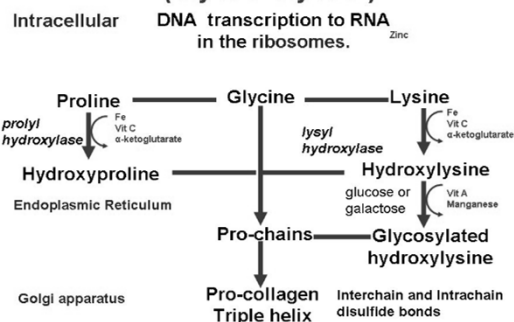 Intracellular DNA transcription to RNA
in the ribosomes. Zinc
Proline Glycine Lysine
prolyl
hydroxylase
Fe
Vit C
α-ketoglutarate
lysyl
hydroxylase
Fe
Vit C
α-ketoglutarate
Hydroxyproline Hydroxylysine
Endoplasmic Reticulum
glucose or
galactose
Vit A
Manganese
Pro-chains Glycosylated
hydroxylysine
Golgi apparatus
Pro-collagen
Triple helix
Interchain and Intrachain
disulfide bonds